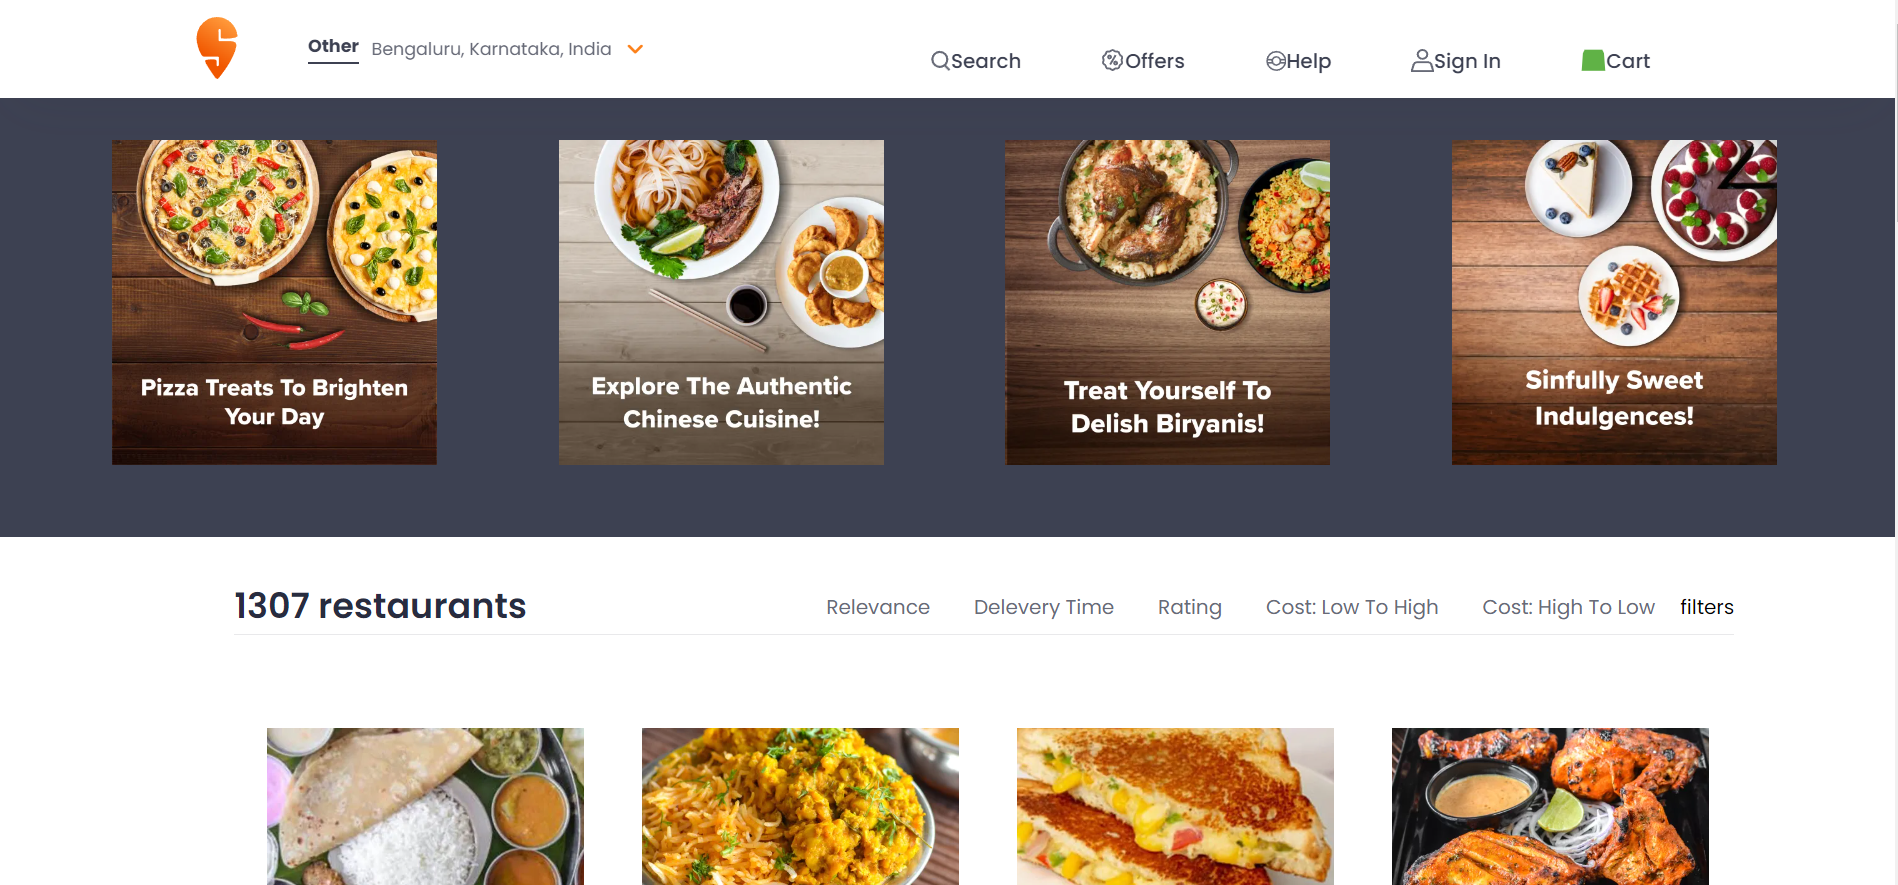 Other Bengaluru, Karnataka, India
Search Offers Help Sign In Cart
Pizza Treats To Brighten
Your Day
Explore The Authentic
Chinese Cuisine!
Treat Yourself To
Delish Biryanis!
Sinfully Sweet
Indulgences!
1307 restaurants
Relevance Delevery Time Rating Cost: Low To High Cost: High To Low filters